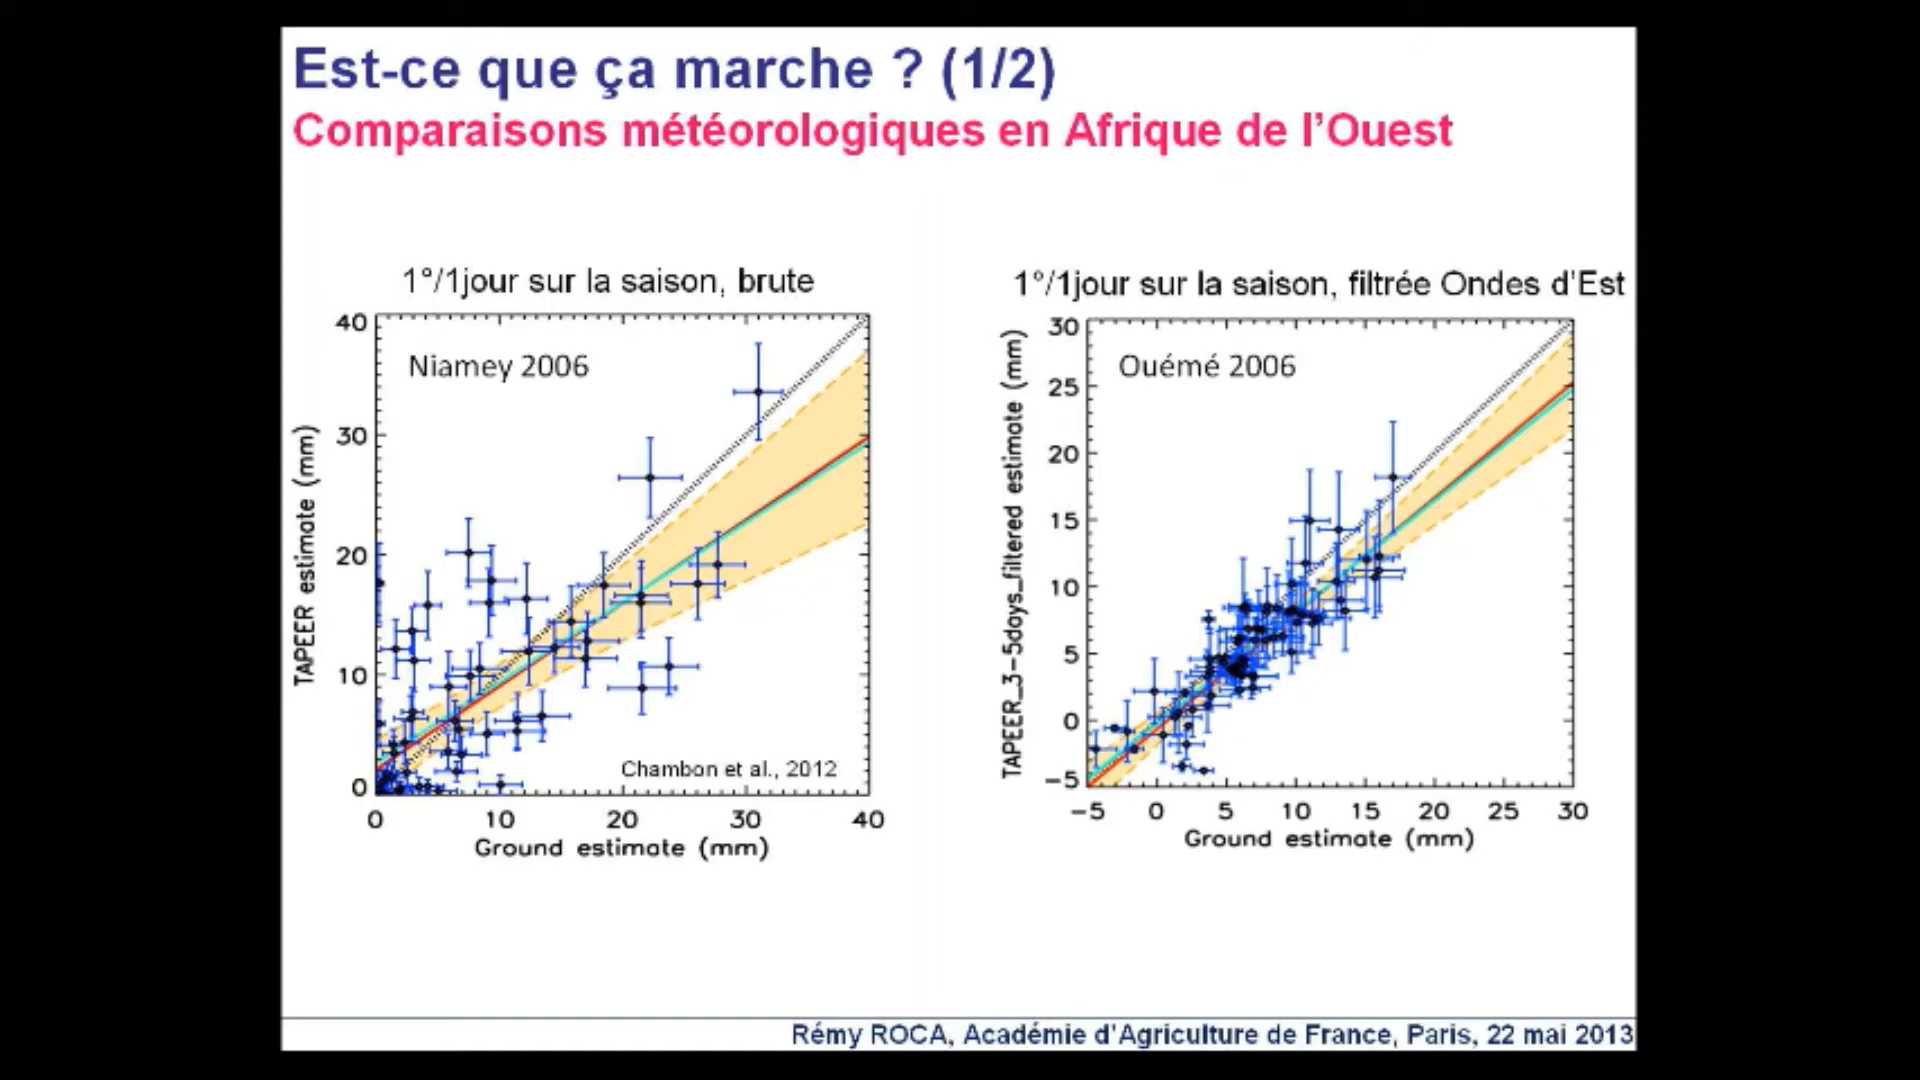 Est-ce que ça marche ? (1/2)
Comparaisons météorologiques en Afrique de l'Ouest
1°/1jour sur la saison, brute
40
30
20
10
0
TAPEER estimate (mm)
Niamey 2006
Chambon et al., 2012
0 10 20 30 40
Ground estimate (mm)
1°/1jour sur la saison, filtrée Ondes d'Est
30
25
20
15
10
5
0
−5
TAPEER_3-5days_filtered estimate (mm)
Ouémé 2006
−5 0 5 10 15 20 25 30
Ground estimate (mm)
Rémy ROCA, Académie d'Agriculture de France, Paris, 22 mai 2013